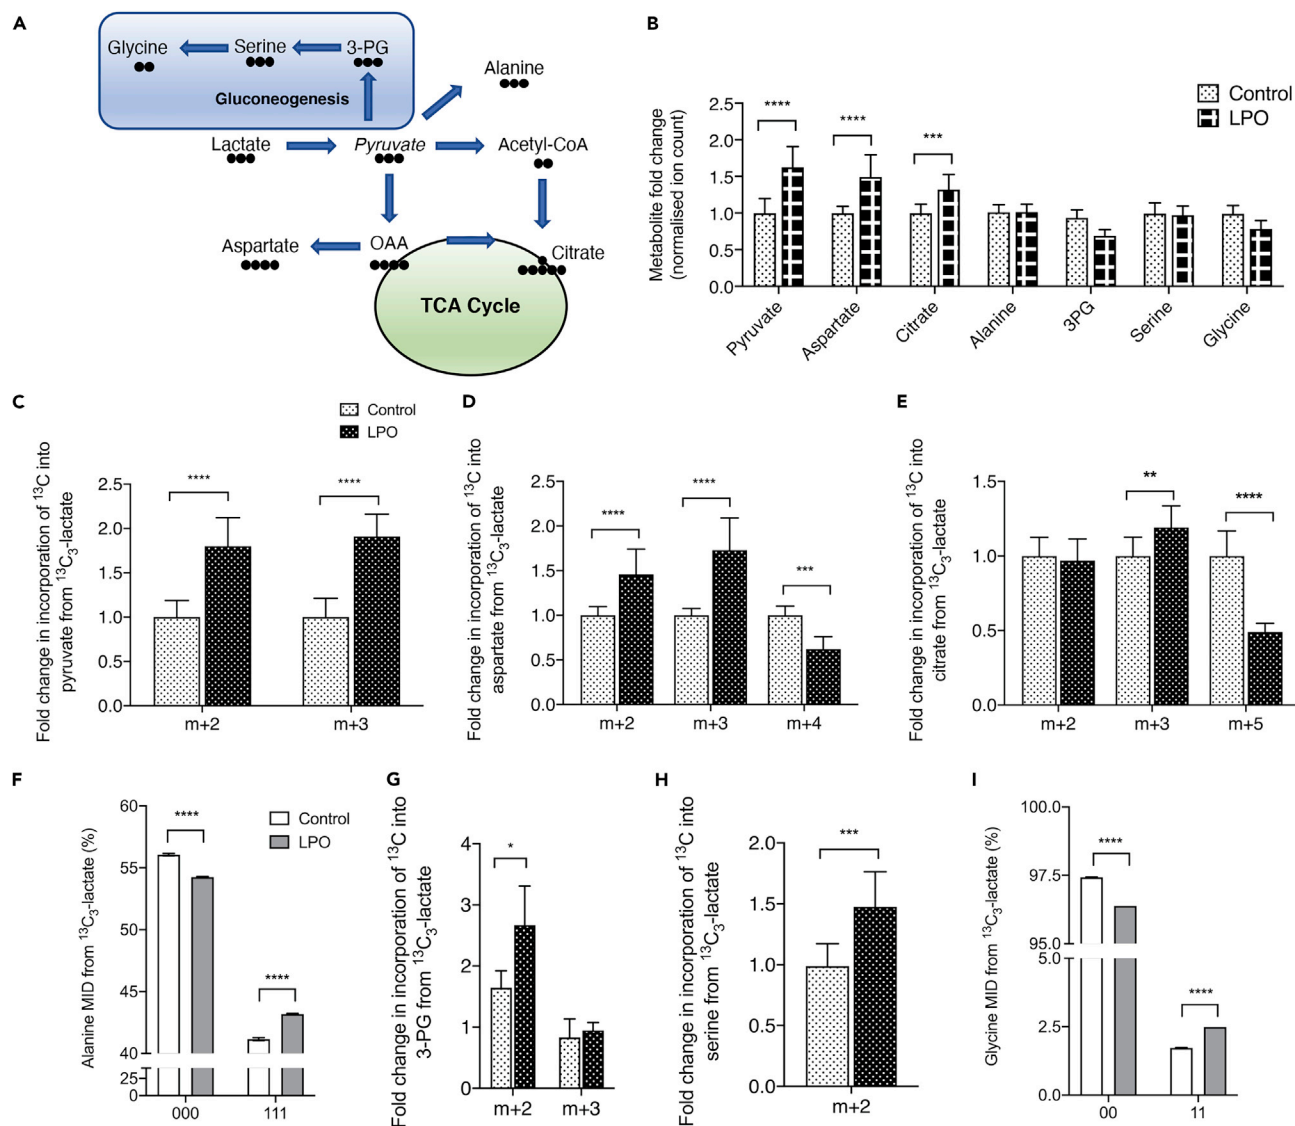 A
Glycine
Serine
3-PG
Gluconeogenesis
Alanine
Lactate
Pyruvate
Acetyl-CoA
Aspartate
OAA
Citrate
TCA Cycle
B
Metabolite fold change
(normalised ion count)
2.5
2.0
1.5
1.0
0.5
0.0
****
****
***
Control
LPO
Pyruvate
Aspartate
Citrate
Alanine
3PG
Serine
Glycine
C
Control
LPO
Fold change in incorporation of ¹³C into
pyruvate from ¹³C₃-lactate
2.5
2.0
1.5
1.0
0.5
0.0
****
****
m+2
m+3
D
Fold change in incorporation of ¹³C into
aspartate from ¹³C₃-lactate
2.5
2.0
1.5
1.0
0.5
0.0
****
****
***
m+2
m+3
m+4
E
Fold change in incorporation of ¹³C into
citrate from ¹³C₃-lactate
1.5
1.0
0.5
0.0
**
****
m+2
m+3
m+5
F
Alanine MID from ¹³C₃-lactate (%)
60
55
50
45
40
25
0
****
****
Control
LPO
000
111
G
Fold change in incorporation of ¹³C into
3-PG from ¹³C₃-lactate
4
3
2
1
0
*
m+2
m+3
H
Fold change in incorporation of ¹³C into
serine from ¹³C₃-lactate
2.0
1.5
1.0
0.5
0.0
***
m+2
I
Glycine MID from ¹³C₃-lactate (%)
100.0
97.5
95.0
5.0
2.5
0.0
****
****
00
11